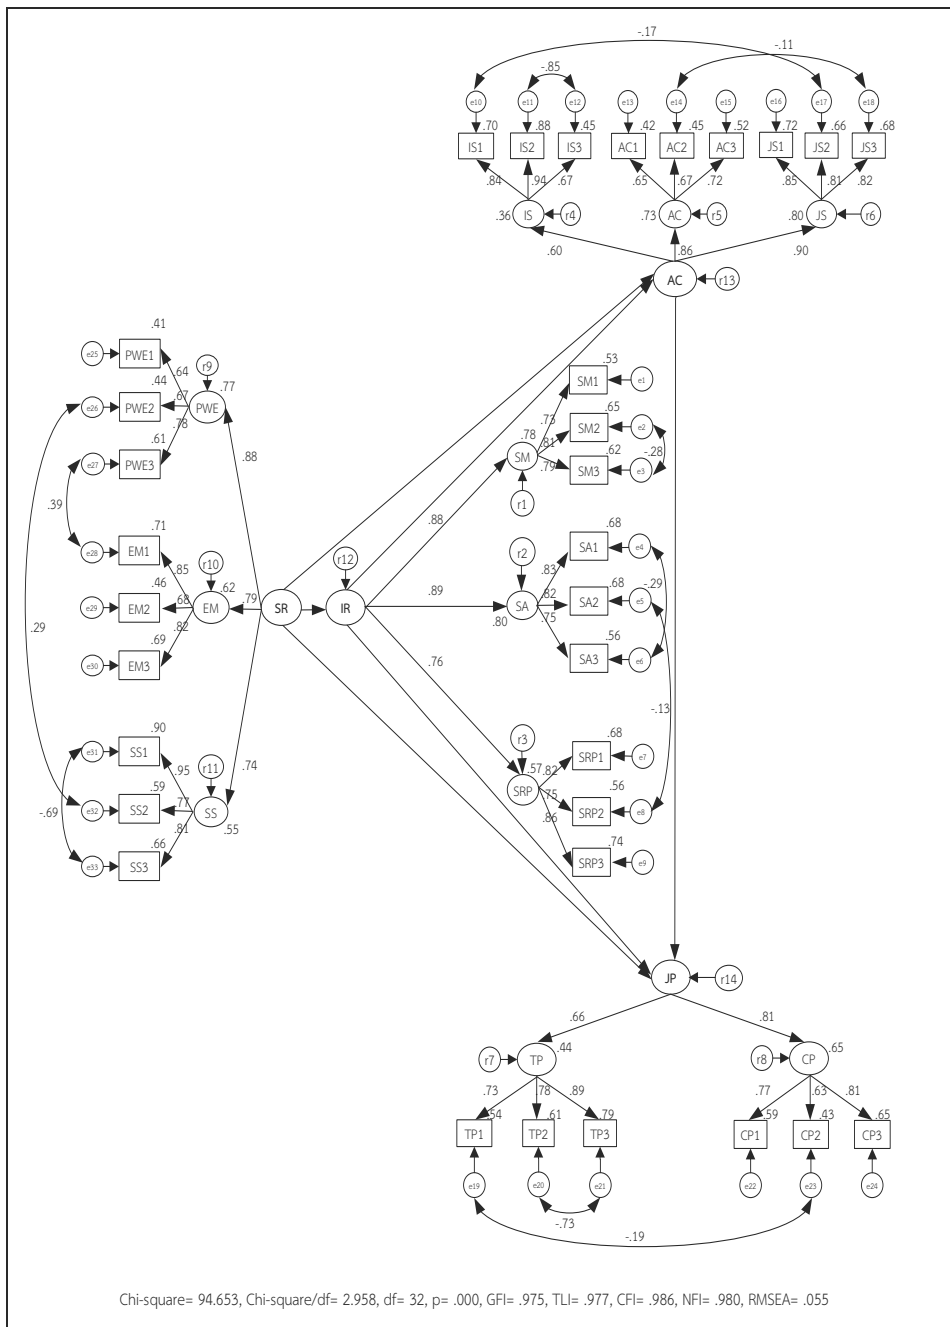 -.17
-.11
-.85
e10 e11 e12 e13 e14 e15 e16 e17 e18
.70 .88 .45 .42 .45 .52 .72 .66 .68
IS1 IS2 IS3 AC1 AC2 AC3 JS1 JS2 JS3
.84 .94 .67 .65 .67 .72 .85 .81 .82
.36 IS r4 .73 AC r5 .80 JS r6
.60 .86 .90
AC r13
.41
e25 PWE1 r9
.64 .77
.44
e26 PWE2 .67 PWE
.78
.61
e27 PWE3
.88
.39
.71
e28 EM1
.85 r10
.46 .62
e29 EM2 .68 EM .79 SR IR
r12
.82
.29
.69
e30 EM3
.90
e31 SS1
.95 r11 .74
.59
-.69
e32 SS2 .77 SS
.81 .55
.66
e33 SS3
.53
SM1 e1
.73
.65
.78 SM2 e2
SM .81 -.28
.62
.79 SM3 e3
r1
.88
.68
r2 SA1 e4
.83
.89 -.29
.68
SA .82 SA2 e5
.80 .75
.56
SA3 e6
.76
-.13
r3 .68
SRP1 e7
.57 .82
SRP .75 .56
SRP2 e8
.86
.74
SRP3 e9
JP r14
.66 .81
r7 TP .44 r8 CP .65
.73 .78 .89 .77 .63 .81
.54 .61 .79 .59 .43 .65
TP1 TP2 TP3 CP1 CP2 CP3
e19 e20 e21 e22 e23 e24
-.73
-.19
Chi-square= 94.653, Chi-square/df= 2.958, df= 32, p= .000, GFI= .975, TLI= .977, CFI= .986, NFI= .980, RMSEA= .055